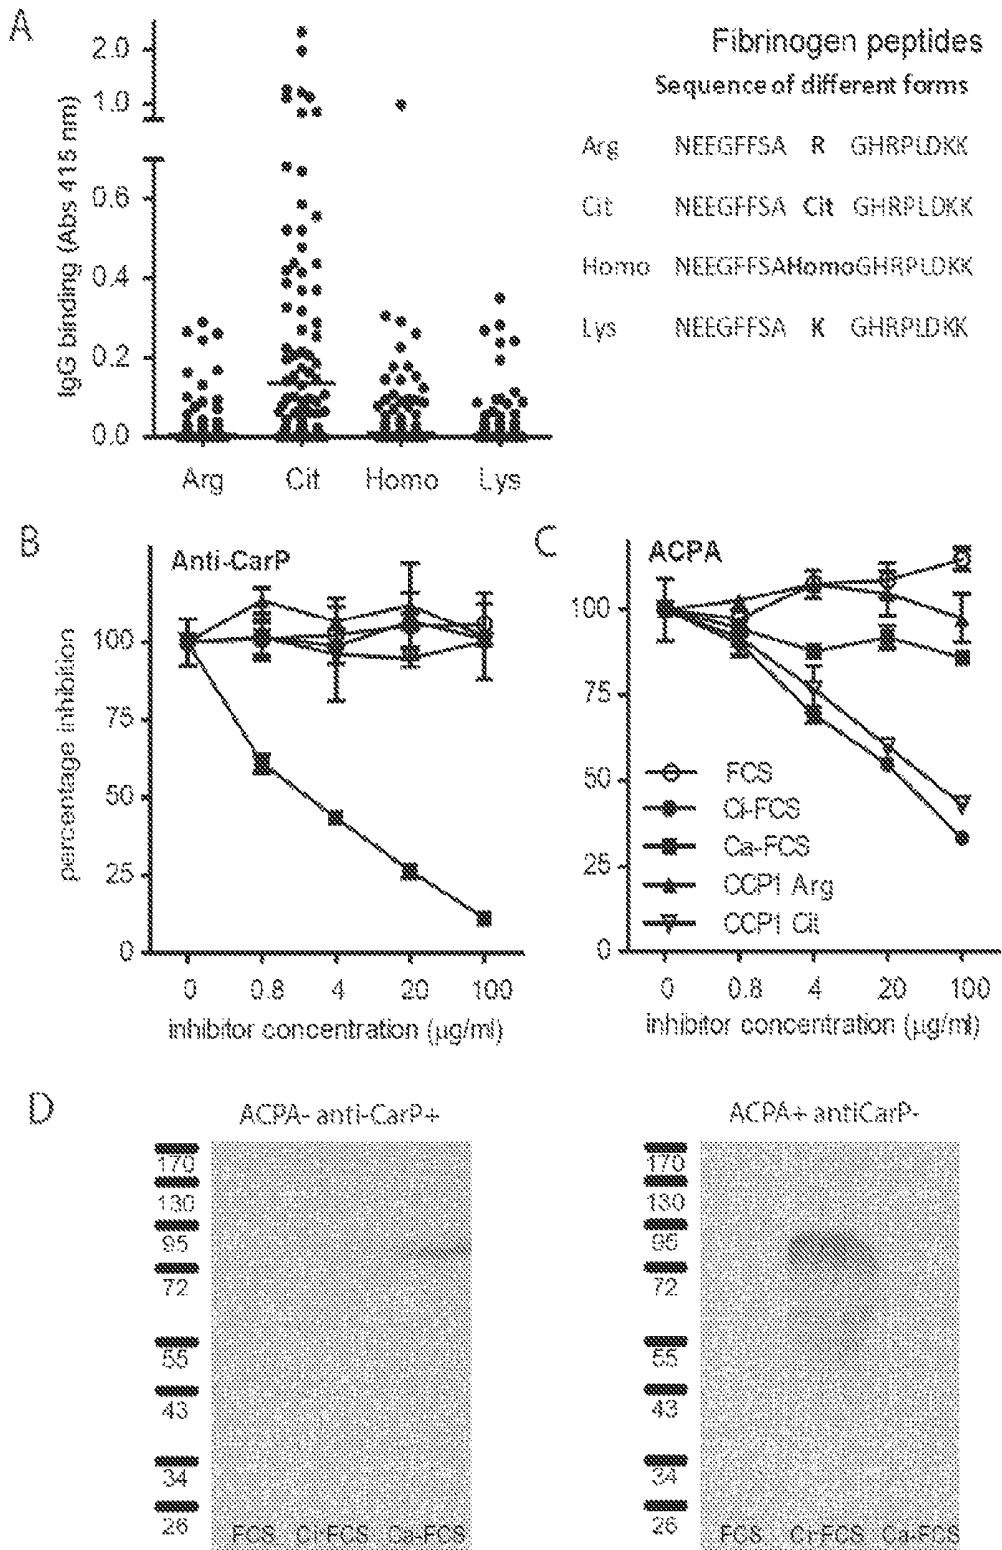 A
IgG binding (Abs 415 nm)
2.0
1.0
0.6
0.4
0.2
0.0
Arg Cit Homo Lys
Fibrinogen peptides
Sequence of different forms
Arg NEEGFFSA R GHRPLDKK
Cit NEEGFFSA Cit GHRPLDKK
Homo NEEGFFSAHomoGHRPLDKK
Lys NEEGFFSA K GHRPLDKK
B
Anti-CarP
percentage inhibition
100
75
50
25
0
0 0.8 4 20 100
inhibitor concentration (µg/ml)
C
ACPA
100
75
50
25
0
FCS
Ci-FCS
Ca-FCS
CCP1 Arg
CCP1 Cit
0 0.8 4 20 100
inhibitor concentration (µg/ml)
D
ACPA- anti-CarP+
170
130
95
72
55
43
34
26
FCS Ci-FCS Ca-FCS
ACPA+ antiCarP-
170
130
95
72
55
43
34
26
FCS Ci-FCS Ca-FCS